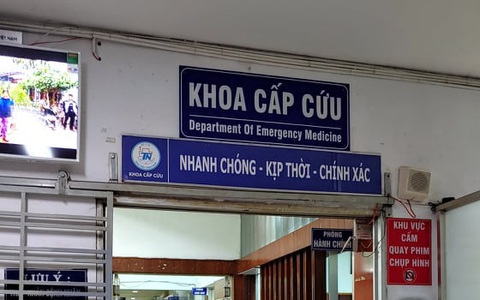 KHOA CẤP CỨU
Department Of Emergency Medicine
KHOA CẤP CỨU
NHANH CHÓNG - KỊP THỜI - CHÍNH XÁC
PHÒNG
HÀNH CHÍNH
KHU VỰC
CẤM
QUAY PHIM
CHỤP HÌNH
LƯU Ý: